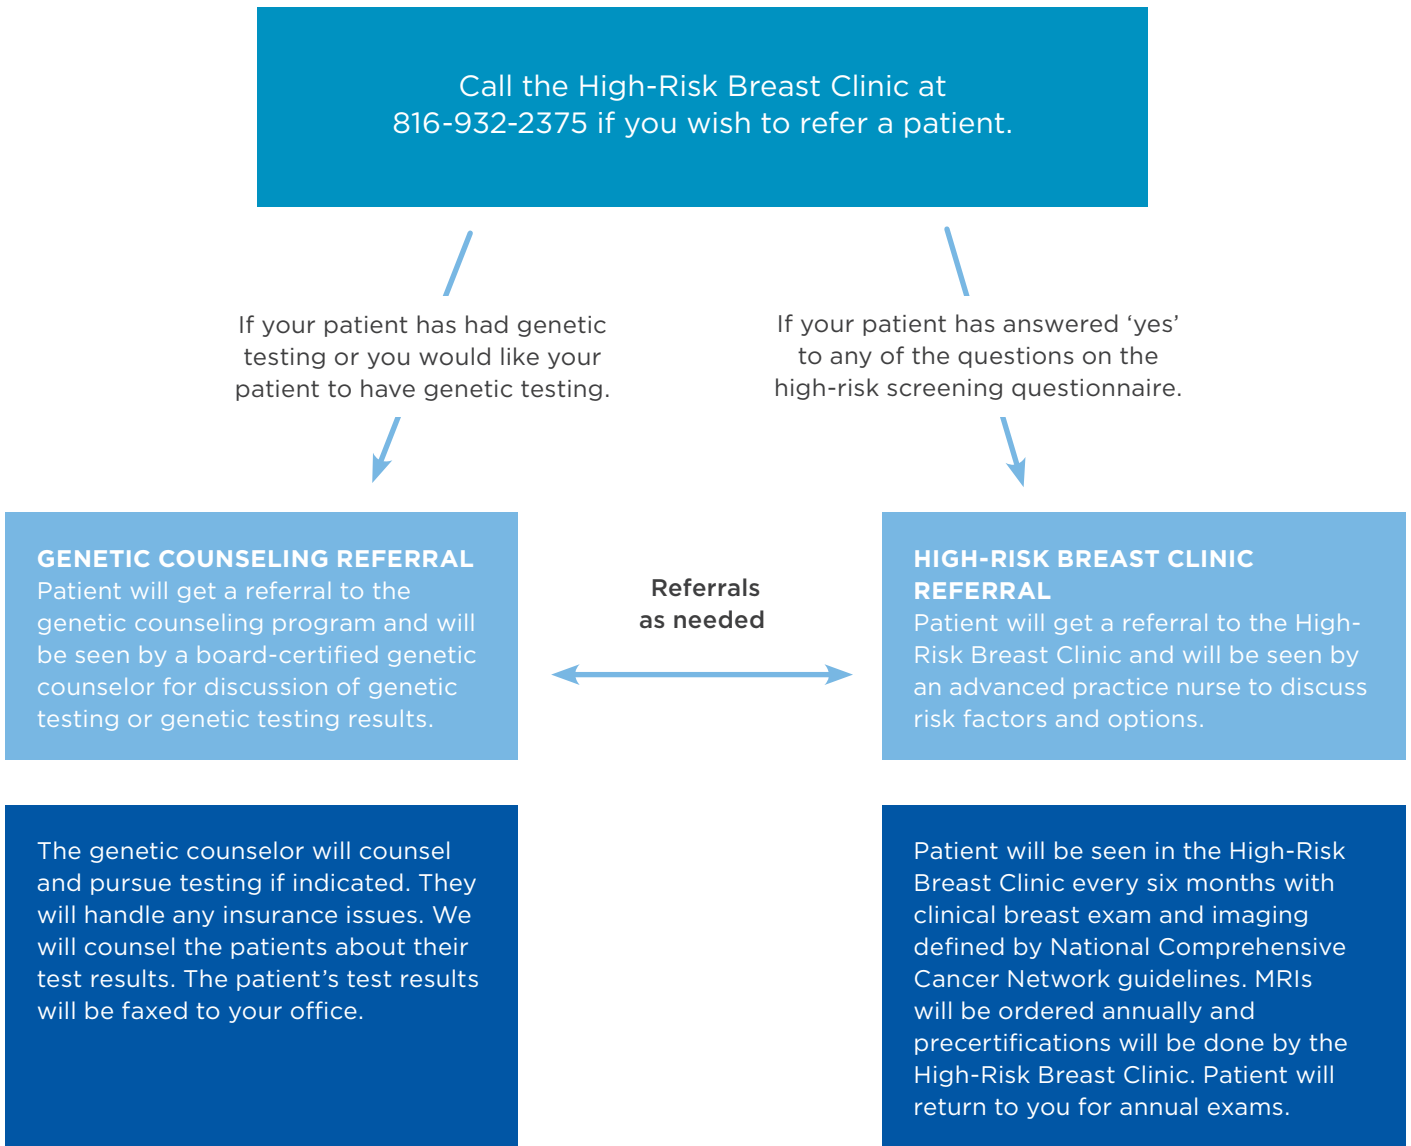 Call the High-Risk Breast Clinic at
816-932-2375 if you wish to refer a patient.
If your patient has had genetic
testing or you would like your
patient to have genetic testing.
If your patient has answered ‘yes’
to any of the questions on the
high-risk screening questionnaire.
GENETIC COUNSELING REFERRAL
Patient will get a referral to the
genetic counseling program and will
be seen by a board-certified genetic
counselor for discussion of genetic
testing or genetic testing results.
Referrals
as needed
HIGH-RISK BREAST CLINIC
REFERRAL
Patient will get a referral to the High-
Risk Breast Clinic and will be seen by
an advanced practice nurse to discuss
risk factors and options.
The genetic counselor will counsel
and pursue testing if indicated. They
will handle any insurance issues. We
will counsel the patients about their
test results. The patient’s test results
will be faxed to your office.
Patient will be seen in the High-Risk
Breast Clinic every six months with
clinical breast exam and imaging
defined by National Comprehensive
Cancer Network guidelines. MRIs
will be ordered annually and
precertifications will be done by the
High-Risk Breast Clinic. Patient will
return to you for annual exams.